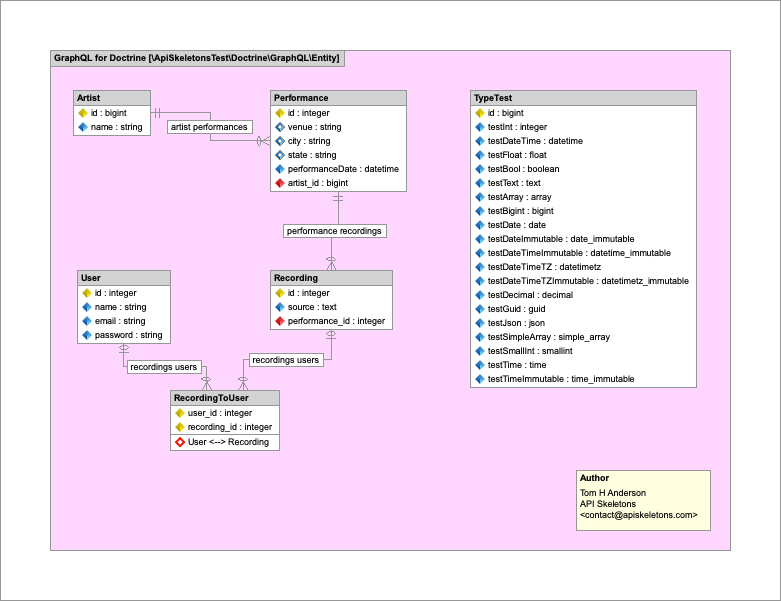 GraphQL for Doctrine [\ApiSkeletonsTest\Doctrine\GraphQL\Entity]
Artist
id : bigint
name : string
artist performances
Performance
id : integer
venue : string
city : string
state : string
performanceDate : datetime
artist_id : bigint
performance recordings
TypeTest
id : bigint
testInt : integer
testDateTime : datetime
testFloat : float
testBool : boolean
testText : text
testArray : array
testBigint : bigint
testDate : date
testDateImmutable : date_immutable
testDateTimeImmutable : datetime_immutable
testDateTimeTZ : datetimetz
testDateTimeTZImmutable : datetimetz_immutable
testDecimal : decimal
testGuid : guid
testJson : json
testSimpleArray : simple_array
testSmallInt : smallint
testTime : time
testTimeImmutable : time_immutable
User
id : integer
name : string
email : string
password : string
Recording
id : integer
source : text
performance_id : integer
recordings users
recordings users
RecordingToUser
user_id : integer
recording_id : integer
User <--> Recording
Author
Tom H Anderson
API Skeletons
<contact@apiskeletons.com>